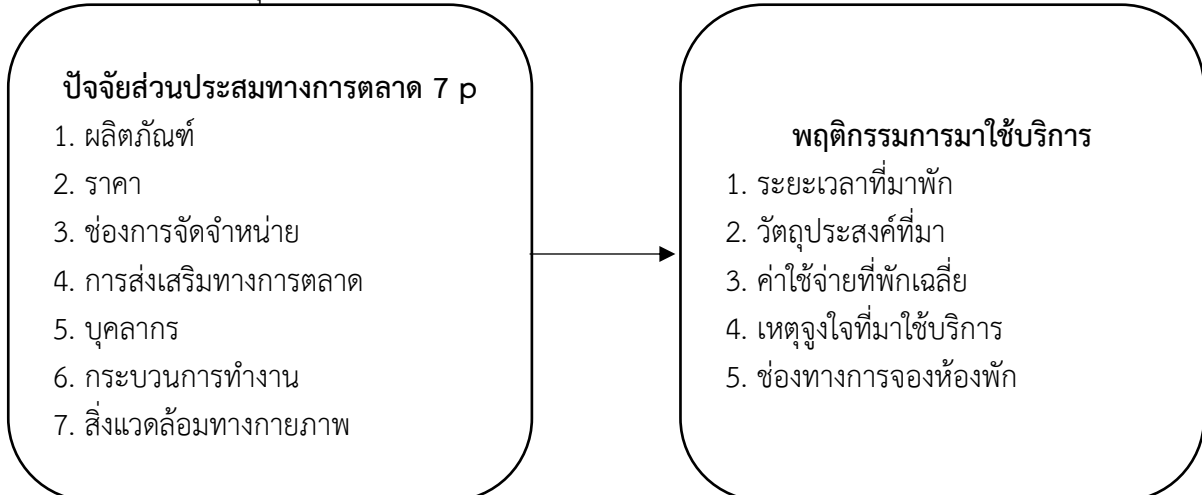 ปัจจัยส่วนประสมทางการตลาด 7 p
1. ผลิตภัณฑ์
2. ราคา
3. ช่องการจัดจำหน่าย
4. การส่งเสริมทางการตลาด
5. บุคลากร
6. กระบวนการทำงาน
7. สิ่งแวดล้อมทางกายภาพ
พฤติกรรมการมาใช้บริการ
1. ระยะเวลาที่มาพัก
2. วัตถุประสงค์ที่มา
3. ค่าใช้จ่ายที่พักเฉลี่ย
4. เหตุจูงใจที่มาใช้บริการ
5. ช่องทางการจองห้องพัก